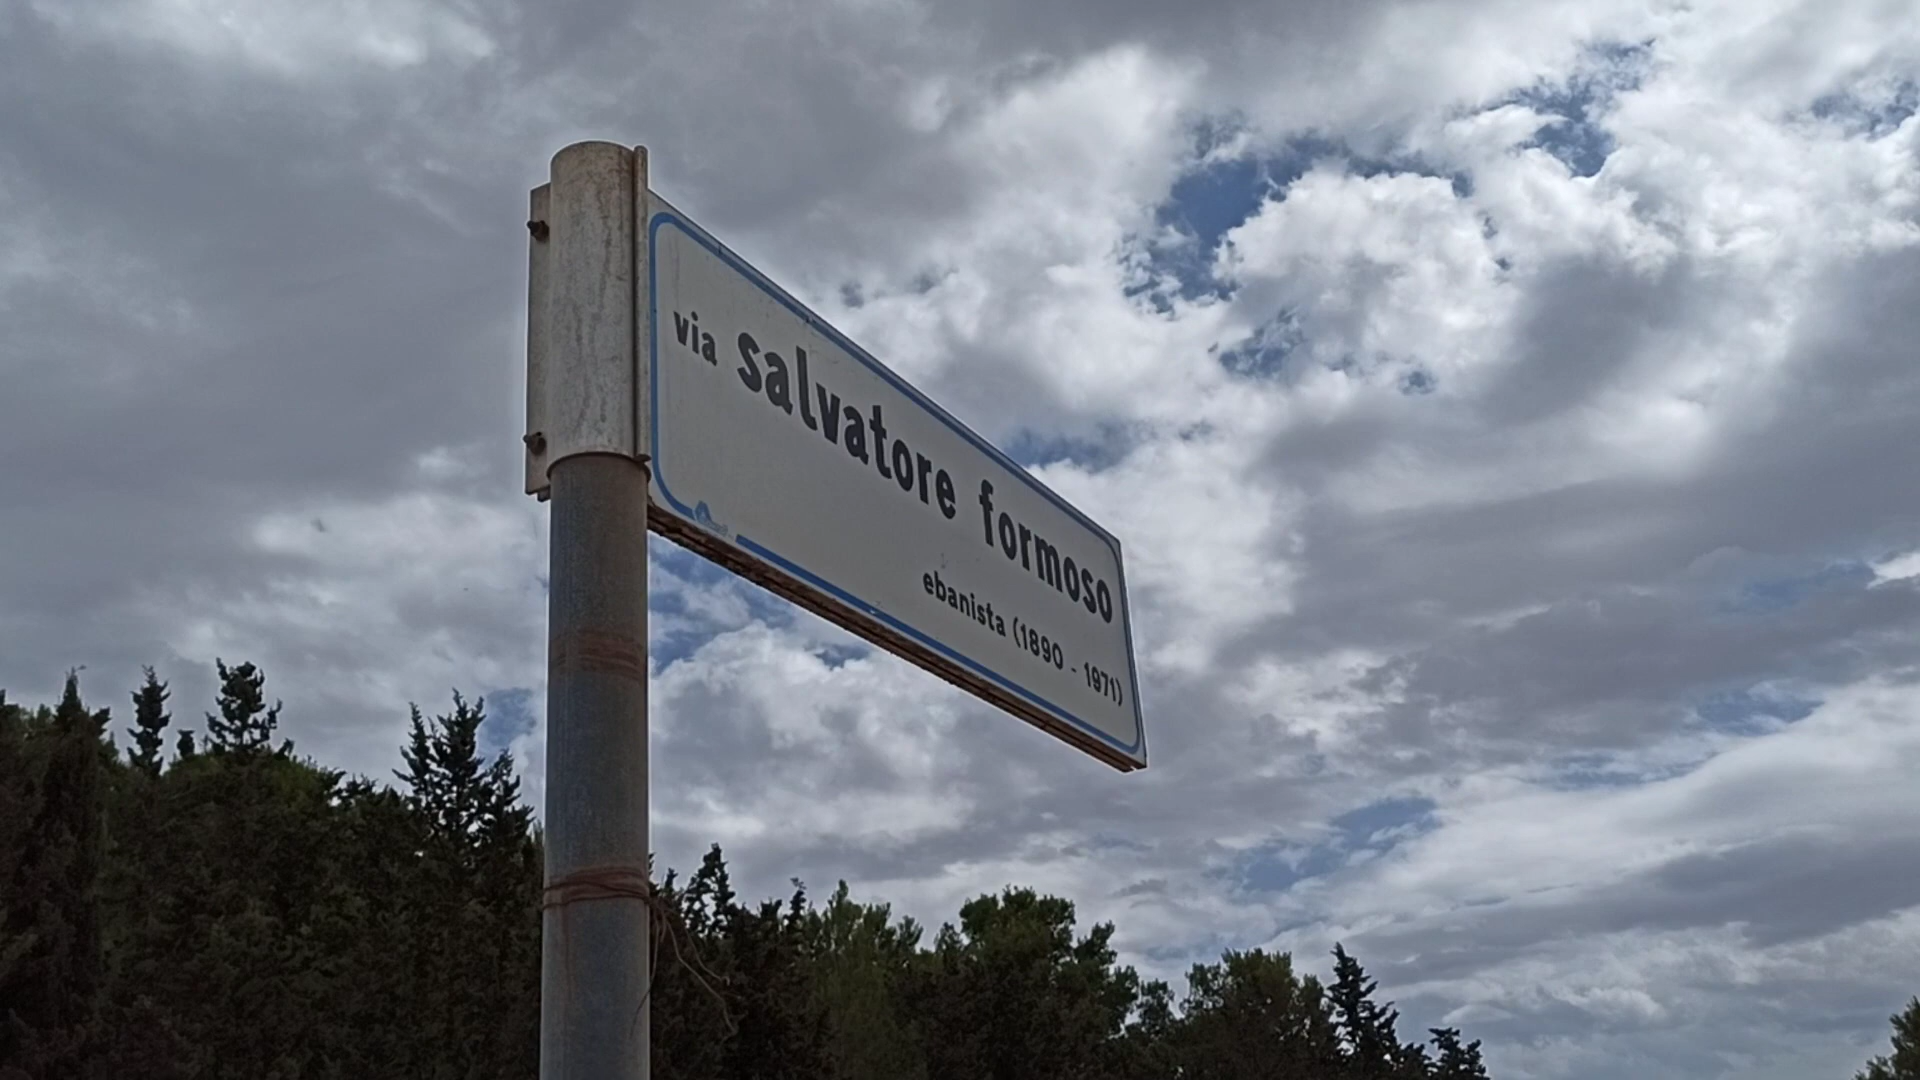 via salvatore formoso
ebanista (1890 - 1971)